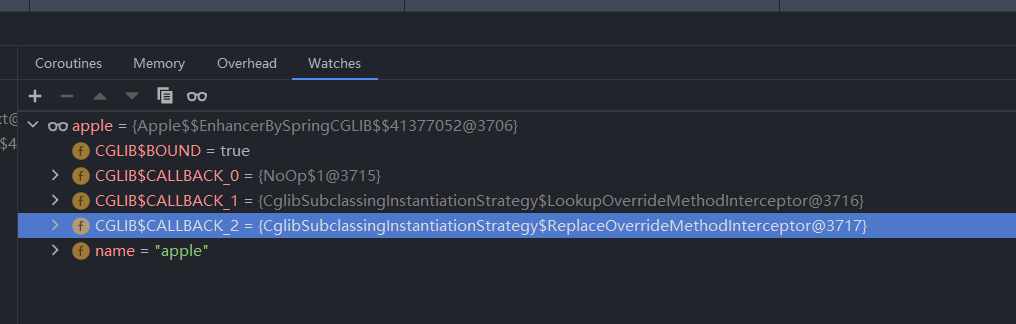 Coroutines Memory Overhead Watches
apple = {Apple$$EnhancerBySpringCGLIB$$41377052@3706}
CGLIB$BOUND = true
CGLIB$CALLBACK_0 = {NoOp$1@3715}
CGLIB$CALLBACK_1 = {CglibSubclassingInstantiationStrategy$LookupOverrideMethodInterceptor@3716}
CGLIB$CALLBACK_2 = {CglibSubclassingInstantiationStrategy$ReplaceOverrideMethodInterceptor@3717}
name = "apple"